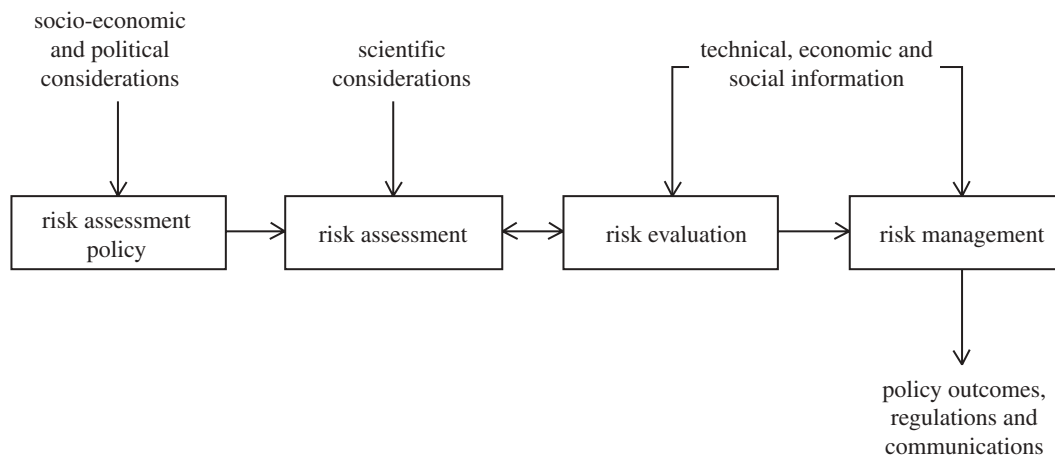 socio-economic
and political
considerations
scientific
considerations
technical, economic and
social information
risk assessment
policy
risk assessment
risk evaluation
risk management
policy outcomes,
regulations and
communications